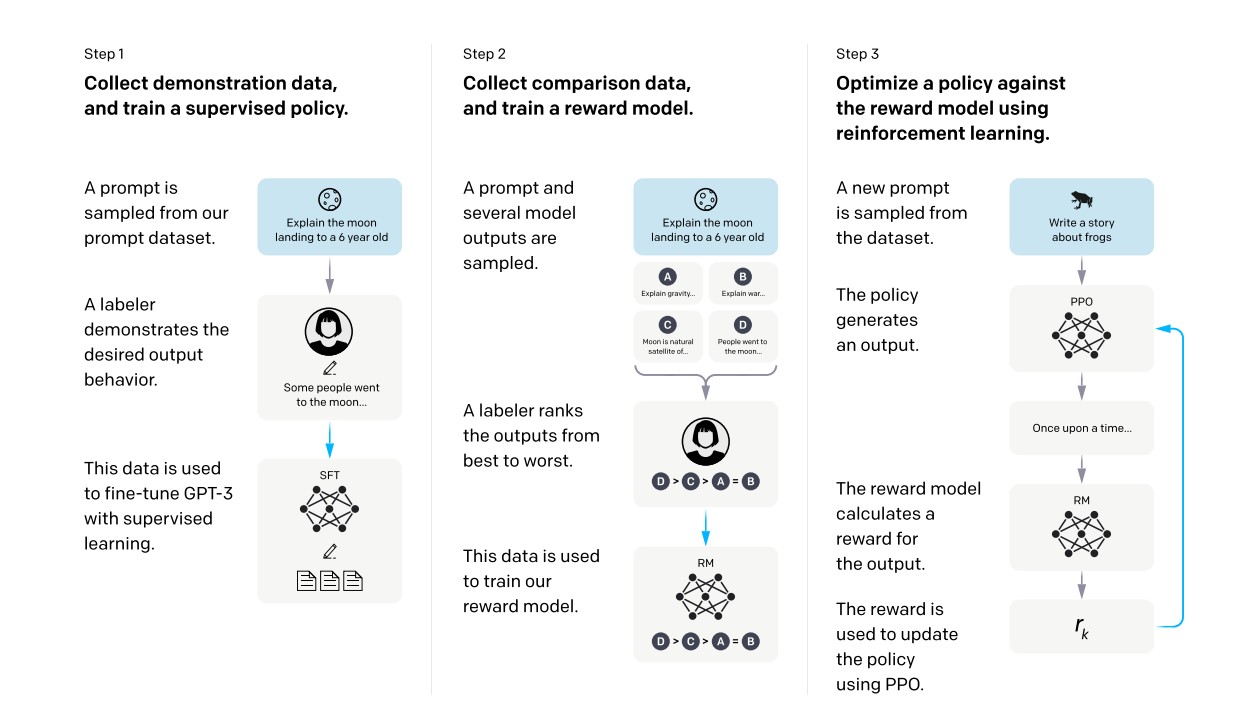 Step 1
Collect demonstration data,
and train a supervised policy.
A prompt is
sampled from our
prompt dataset.
Explain the moon
landing to a 6 year old
A labeler
demonstrates the
desired output
behavior.
Some people went
to the moon...
This data is used
to fine-tune GPT-3
with supervised
learning.
SFT
Step 2
Collect comparison data,
and train a reward model.
A prompt and
several model
outputs are
sampled.
Explain the moon
landing to a 6 year old
A
Explain gravity...
B
Explain war...
C
Moon is natural
satellite of...
D
People went to
the moon...
A labeler ranks
the outputs from
best to worst.
D > C > A = B
This data is used
to train our
reward model.
RM
D > C > A = B
Step 3
Optimize a policy against
the reward model using
reinforcement learning.
A new prompt
is sampled from
the dataset.
Write a story
about frogs
The policy
generates
an output.
PPO
Once upon a time...
The reward model
calculates a
reward for
the output.
RM
The reward is
used to update
the policy
using PPO.
rₖ